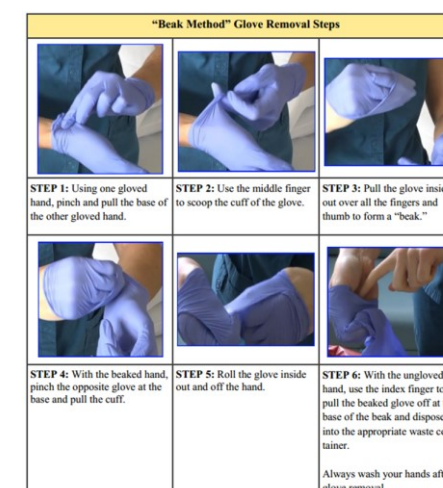 “Beak Method” Glove Removal Steps
STEP 1: Using one gloved
hand, pinch and pull the base of
the other gloved hand.
STEP 2: Use the middle finger
to scoop the cuff of the glove.
STEP 3: Pull the glove
out over all the fingers and
thumb to form a “beak.”
STEP 4: With the beaked hand,
pinch the opposite glove at the
base and pull the cuff.
STEP 5: Roll the glove inside
out and off the hand.
STEP 6: With the ungloved
hand, use the index finger to
pull the beaked glove off at
base of the beak and dispose
into the appropriate waste
tainer.
Always wash your hands
glove removal.